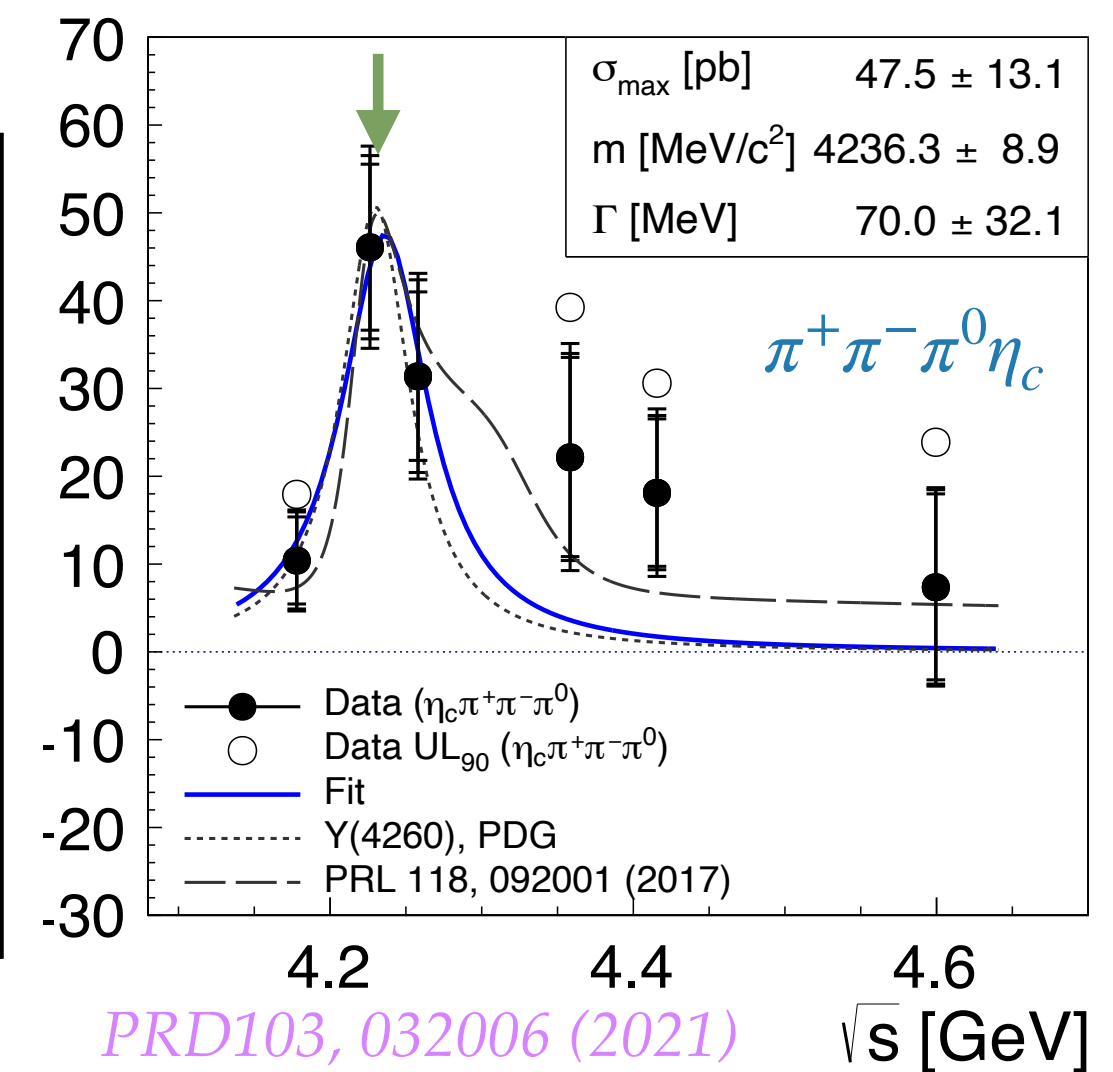 70
60
50
40
30
20
10
0
-10
-20
-30
σmax [pb] 47.5 ± 13.1
m [MeV/c²] 4236.3 ± 8.9
Γ [MeV] 70.0 ± 32.1
π⁺π⁻π⁰ηc
Data (ηcπ⁺π⁻π⁰)
Data UL90 (ηcπ⁺π⁻π⁰)
Fit
Y(4260), PDG
PRL 118, 092001 (2017)
4.2 4.4 4.6
PRD103, 032006 (2021) √s [GeV]